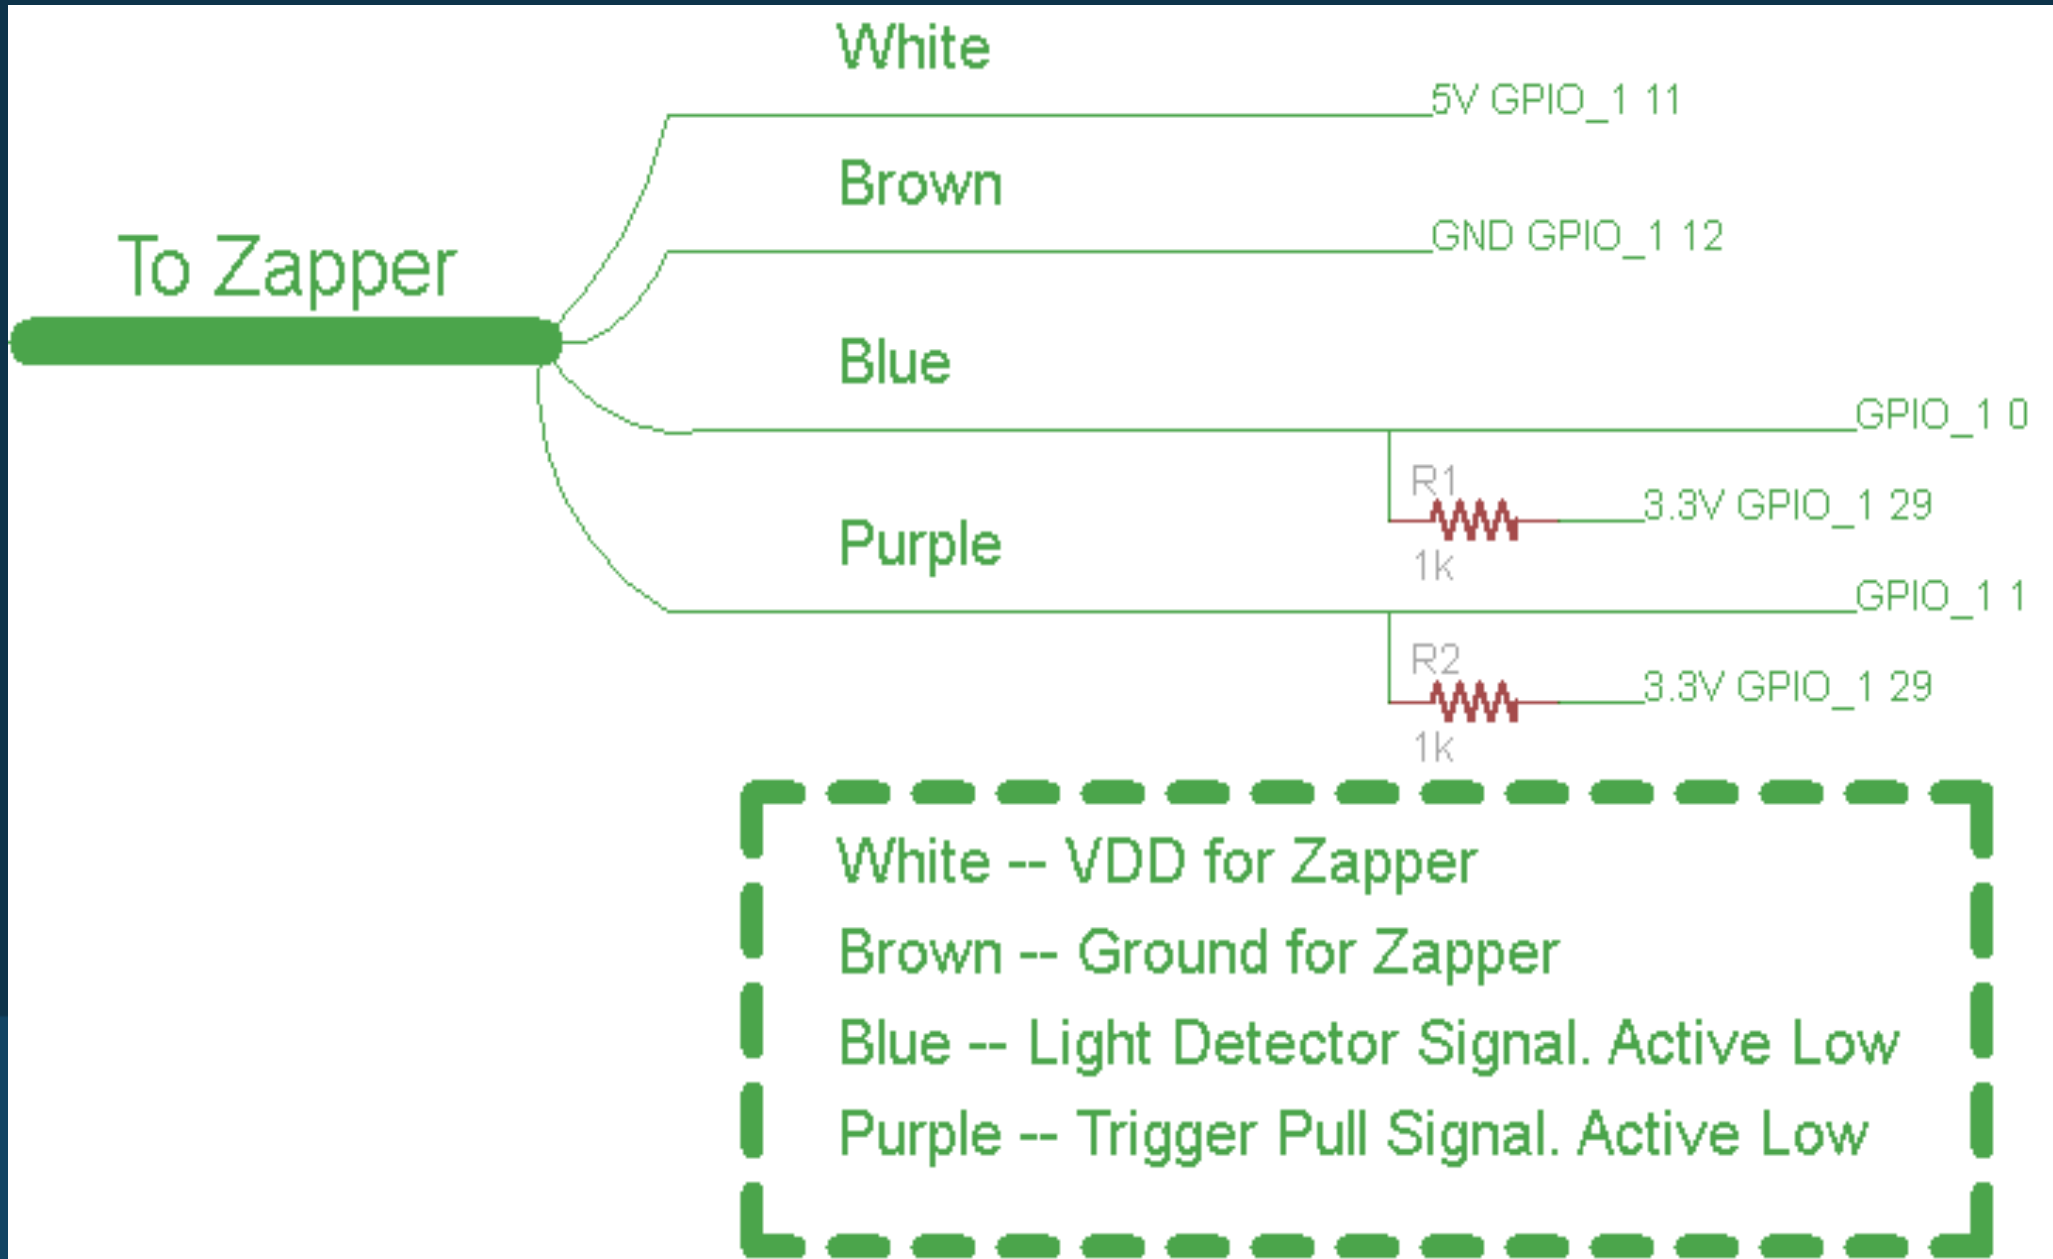 White
5V GPIO_1 11
Brown
GND GPIO_1 12
To Zapper
Blue
GPIO_1 0
R1
3.3V GPIO_1 29
1k
Purple
GPIO_1 1
R2
3.3V GPIO_1 29
1k
White -- VDD for Zapper
Brown -- Ground for Zapper
Blue -- Light Detector Signal. Active Low
Purple -- Trigger Pull Signal. Active Low